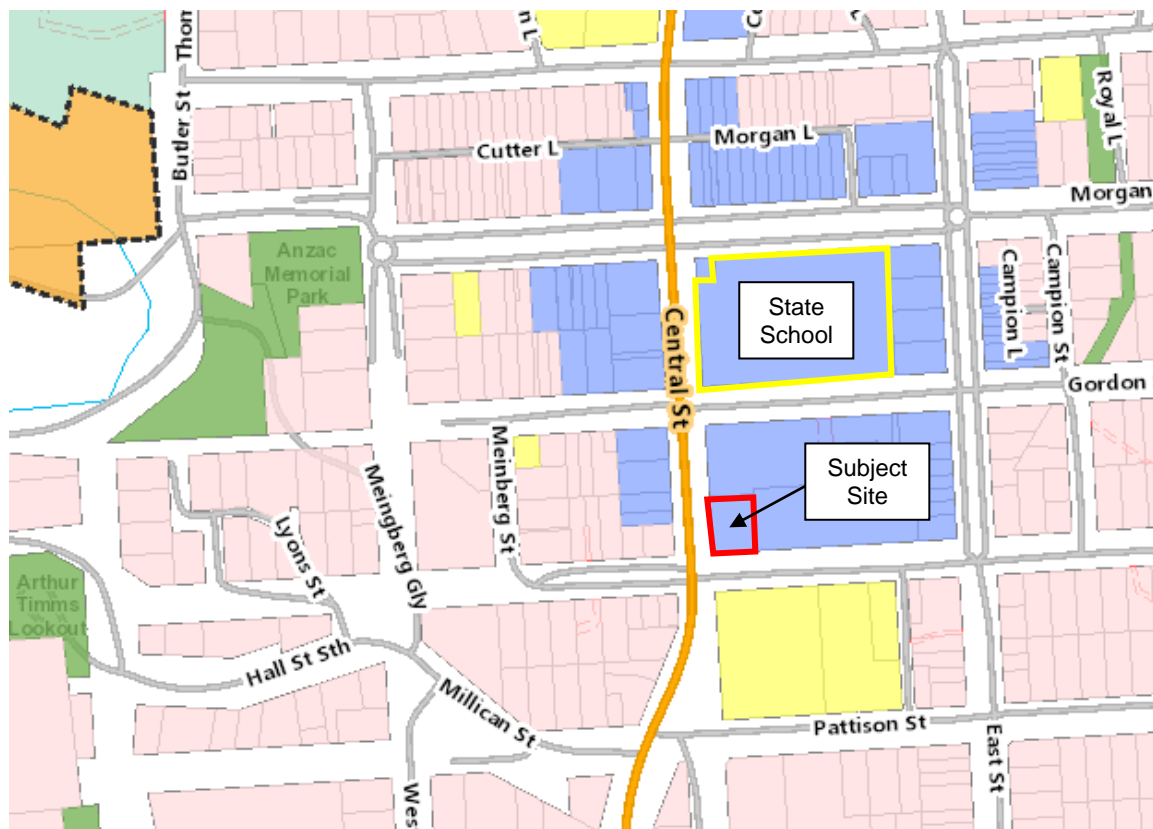 Thom
n L
Co
L
Butler St
Royal L
Cutter L
Morgan L
Morgan
Anzac
Memorial
Park
State
School
Campion L
Campion St
Central St
Gordon
Meinberg St
Meingberg Gly
Subject
Site
Lyons St
Arthur
Timms
Lookout
Hall St Sth
Millican St
Pattison St
East St
Wes